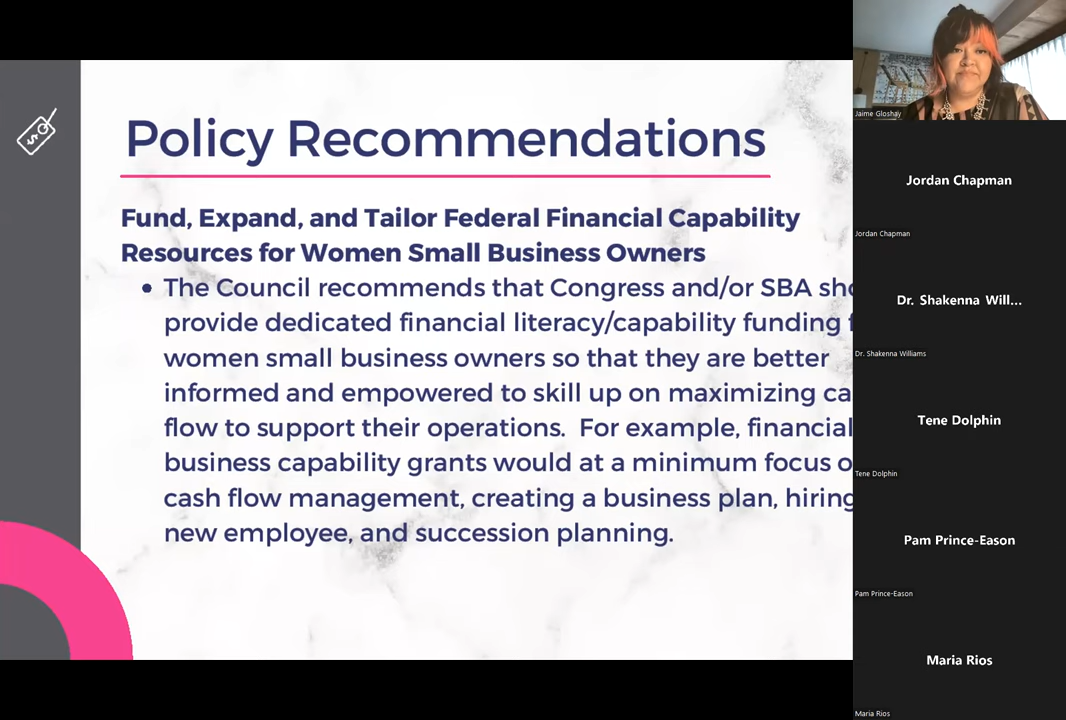 Policy Recommendations
Fund, Expand, and Tailor Federal Financial Capability
Resources for Women Small Business Owners
• The Council recommends that Congress and/or SBA sho
provide dedicated financial literacy/capability funding f
women small business owners so that they are better
informed and empowered to skill up on maximizing ca
flow to support their operations.  For example, financial
business capability grants would at a minimum focus o
cash flow management, creating a business plan, hiring
new employee, and succession planning.
Jaime Gloshay
Jordan Chapman
Jordan Chapman
Dr. Shakenna Will...
Dr. Shakenna Williams
Tene Dolphin
Tene Dolphin
Pam Prince-Eason
Pam Prince-Eason
Maria Rios
Maria Rios